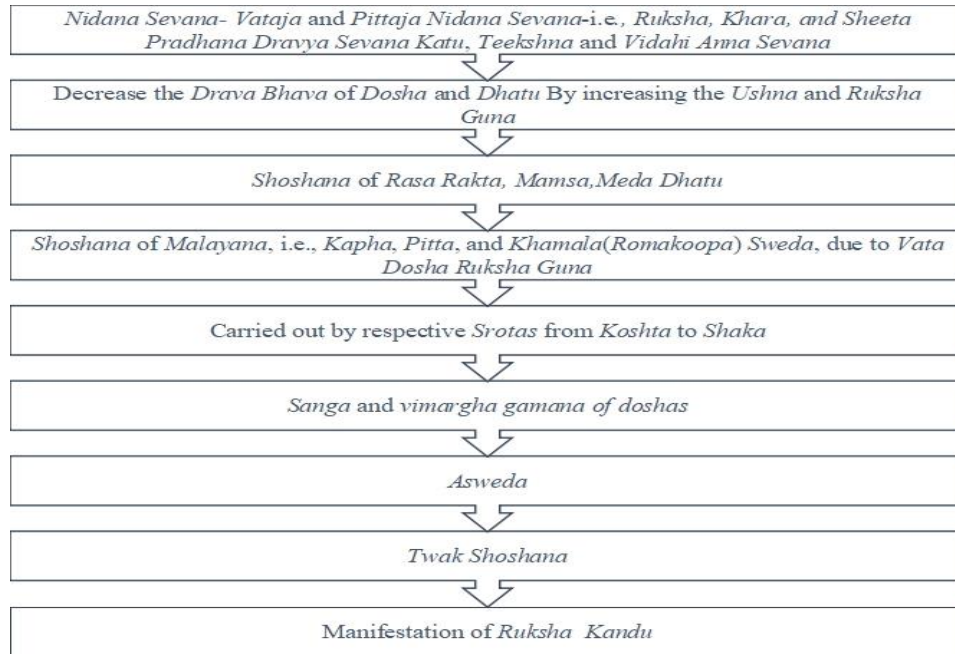 Nidana Sevana- Vataja and Pittaja Nidana Sevana-i.e., Ruksha, Khara, and Sheeta
Pradhana Dravya Sevana Katu, Teekshna and Vidahi Anna Sevana
Decrease the Drava Bhava of Dosha and Dhatu By increasing the Ushna and Ruksha
Guna
Shoshana of Rasa Rakta, Mamsa,Meda Dhatu
Shoshana of Malayana, i.e., Kapha, Pitta, and Khamala(Romakoopa) Sweda, due to Vata
Dosha Ruksha Guna
Carried out by respective Srotas from Koshta to Shaka
Sanga and vimargha gamana of doshas
Asweda
Twak Shoshana
Manifestation of Ruksha Kandu